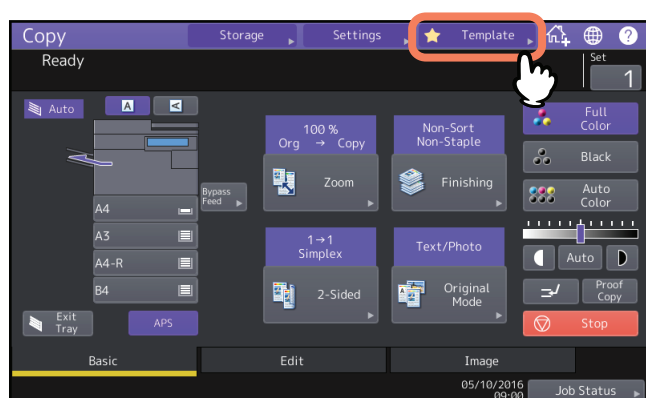 Copy
Storage
Settings
Template
?
Ready
Set
1
Auto
A
A
100 %
Org → Copy
Non-Sort
Non-Staple
Full
Color
Zoom
Finishing
Black
Bypass
Feed
Auto
Color
A4
A3
A4-R
B4
1→1
Simplex
Text/Photo
Auto
2-Sided
Original
Mode
Proof
Copy
Exit
Tray
APS
Stop
Basic
Edit
Image
05/10/2016
09:00
Job Status